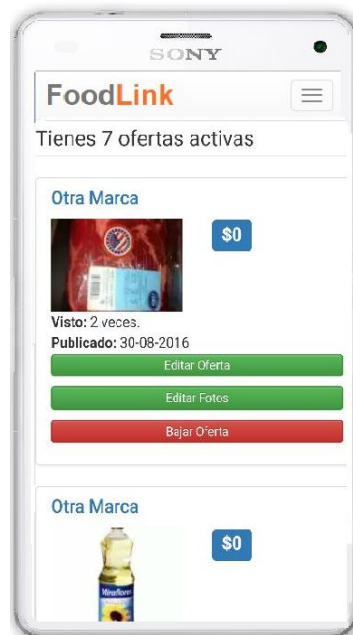 SONY
FoodLink
Tienes 7 ofertas activas
Otra Marca
$0
Visto: 2 veces.
Publicado: 30-08-2016
Editar Oferta
Editar Fotos
Bajar Oferta
Otra Marca
$0
Miraflores